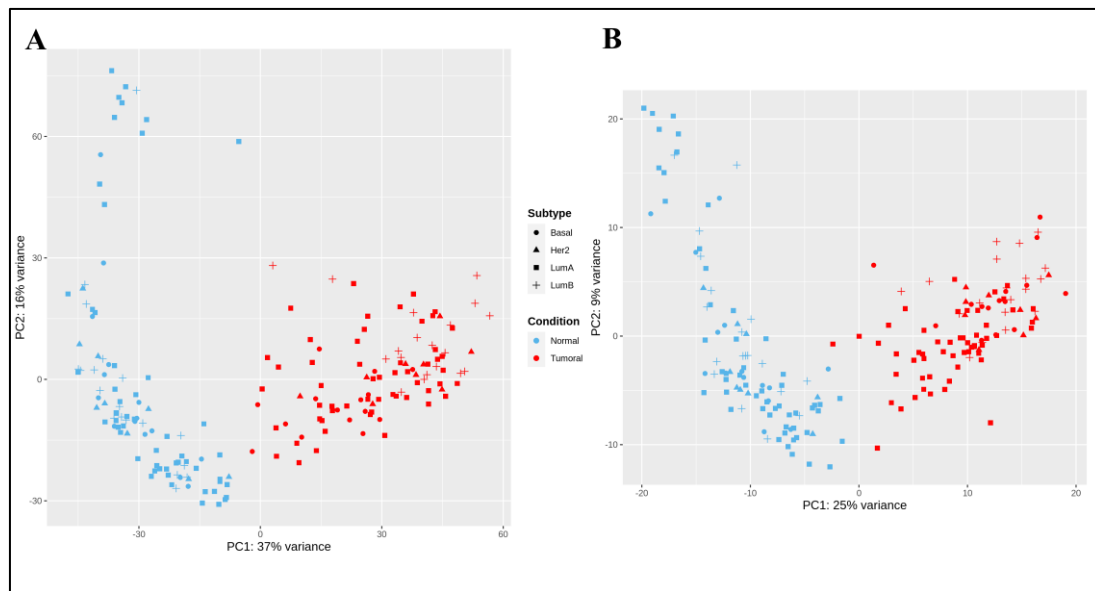 A
60
30
0
-30
PC2: 16% variance
-30
0
30
60
PC1: 37% variance
Subtype
Basal
Her2
LumA
LumB
Condition
Normal
Tumoral
B
20
10
0
-10
PC2: 9% variance
-20
-10
0
10
20
PC1: 25% variance